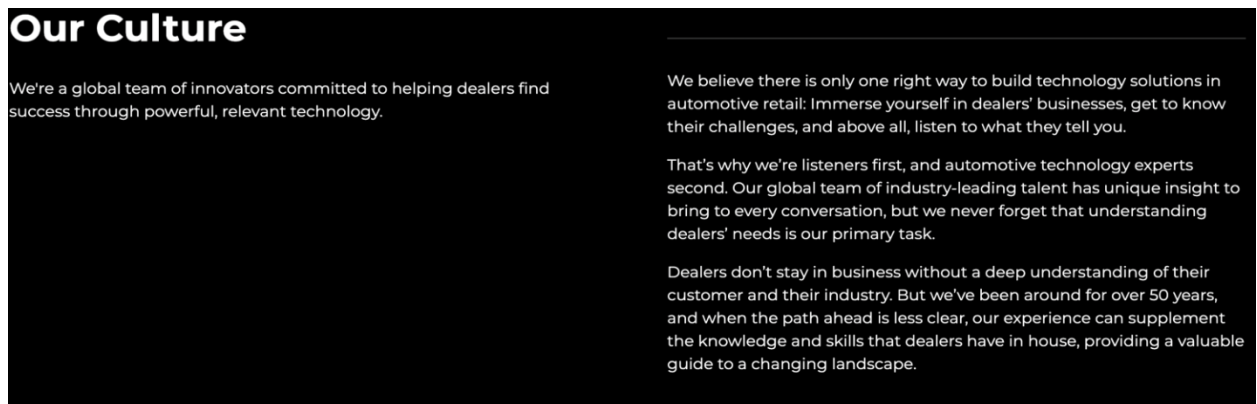 Our Culture
We're a global team of innovators committed to helping dealers find
success through powerful, relevant technology.
We believe there is only one right way to build technology solutions in
automotive retail: Immerse yourself in dealers’ businesses, get to know
their challenges, and above all, listen to what they tell you.
That’s why we’re listeners first, and automotive technology experts
second. Our global team of industry-leading talent has unique insight to
bring to every conversation, but we never forget that understanding
dealers’ needs is our primary task.
Dealers don’t stay in business without a deep understanding of their
customer and their industry. But we’ve been around for over 50 years,
and when the path ahead is less clear, our experience can supplement
the knowledge and skills that dealers have in house, providing a valuable
guide to a changing landscape.